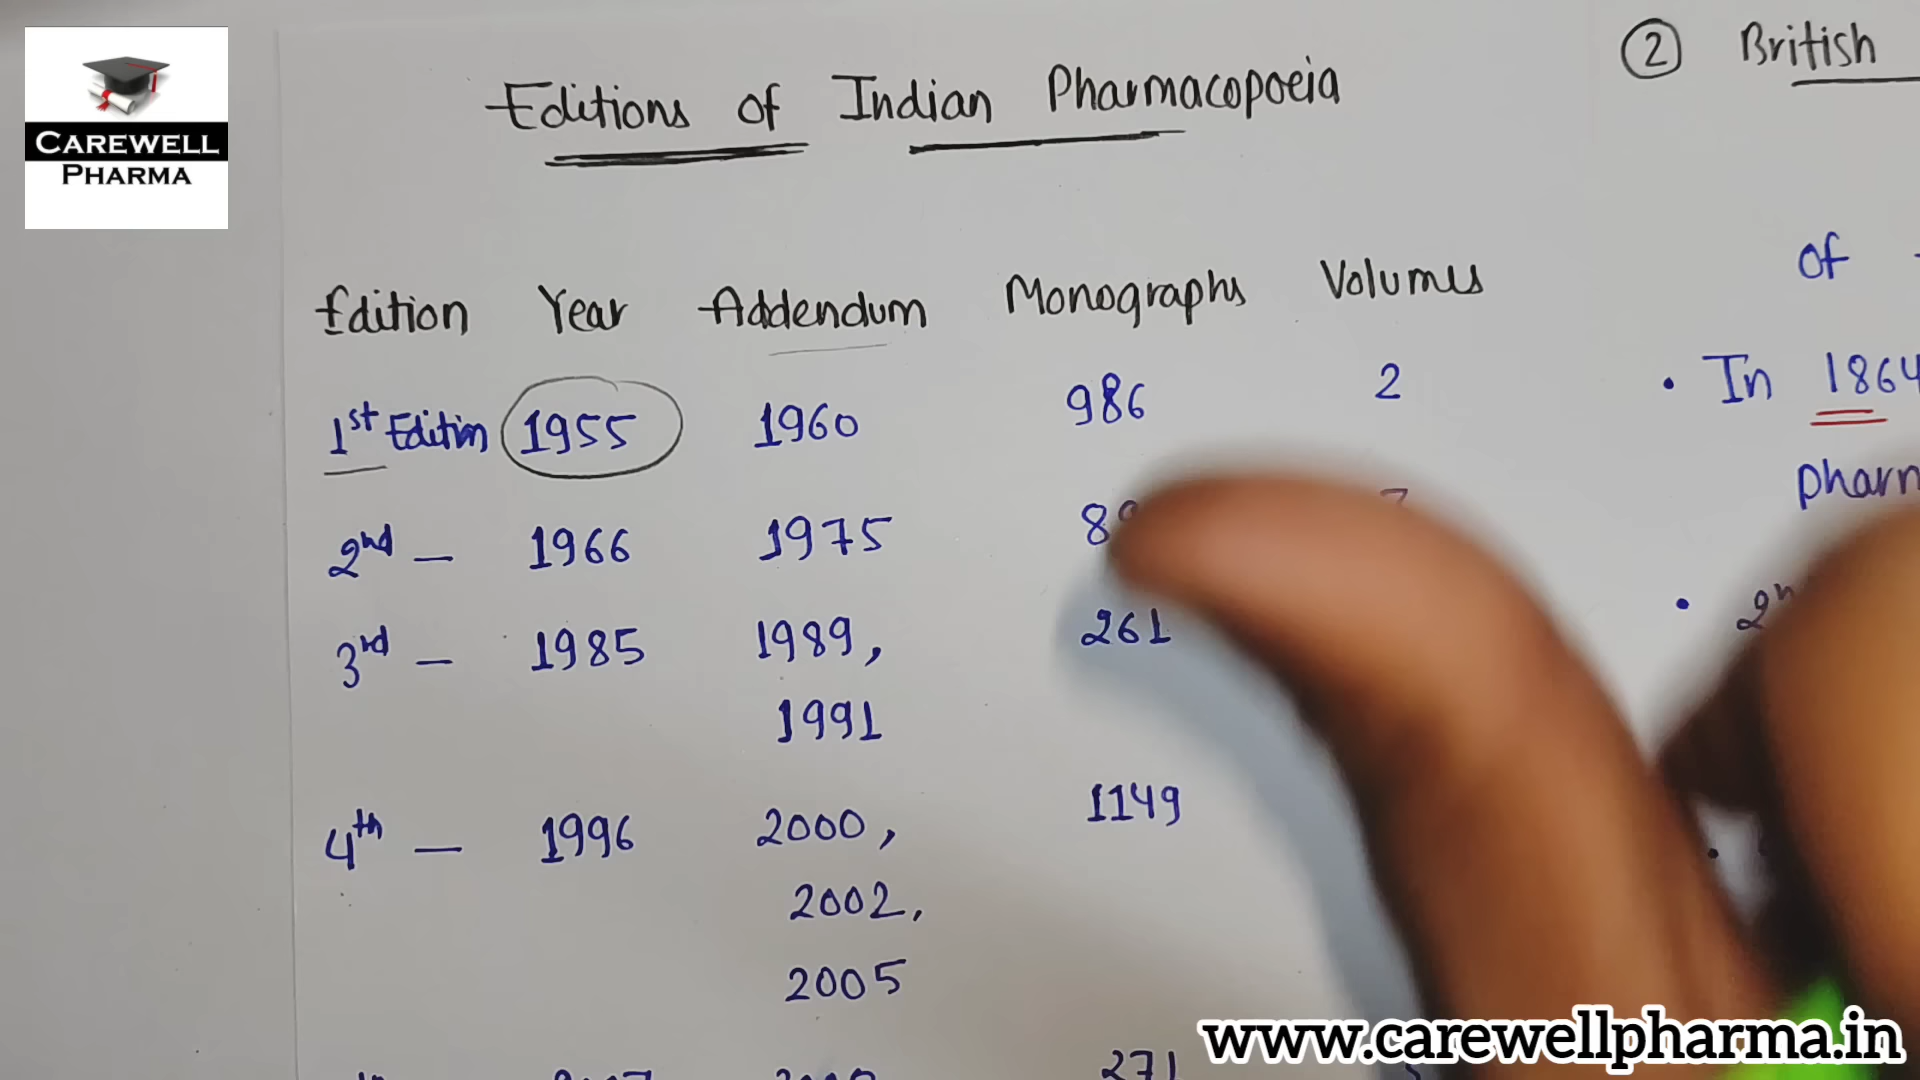 CAREWELL
PHARMA
Editions of Indian Pharmacopoeia
Edition Year Addendum Monographs Volumes
1st Edition 1955 1960 986 2
2nd — 1966 1975
3rd — 1985 1989, 261
1991
4th — 1996 2000, 1149
2002,
2005
271
② British
of
• In 1864
•
www.carewellpharma.in